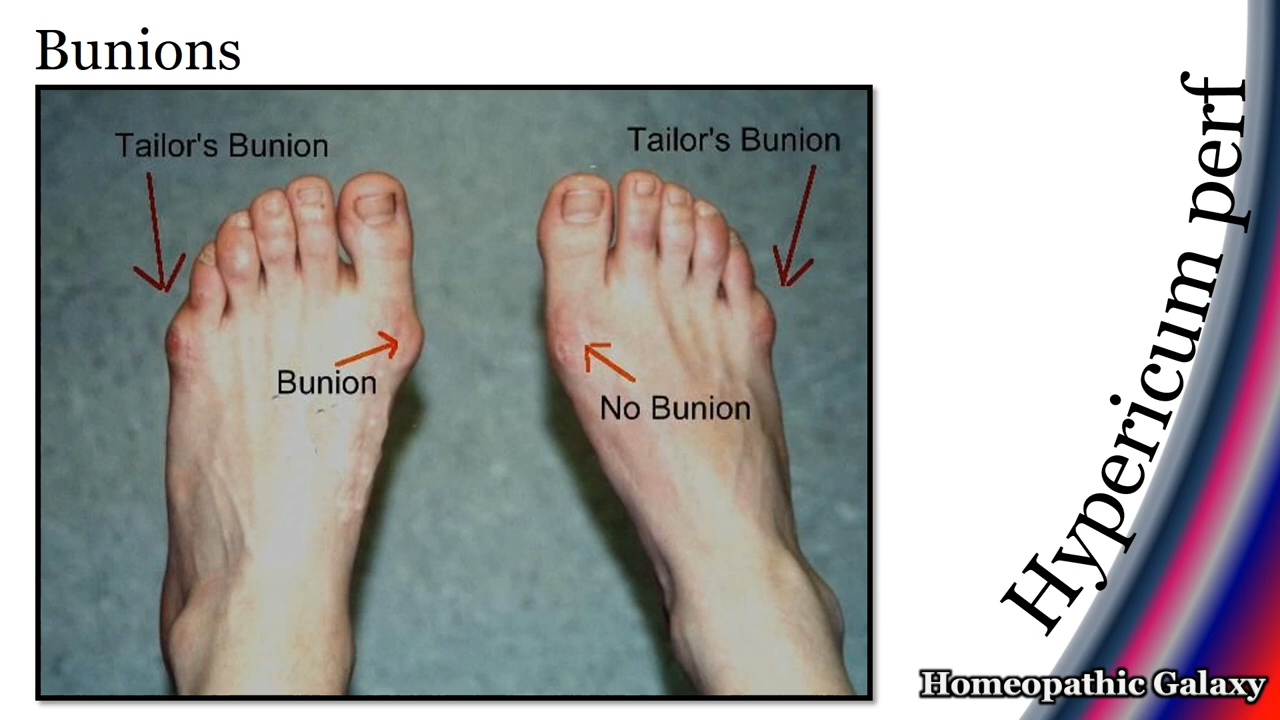 Bunions
Tailor's Bunion
Tailor's Bunion
Bunion
No Bunion
Hypericum perf
Homeopathic Galaxy